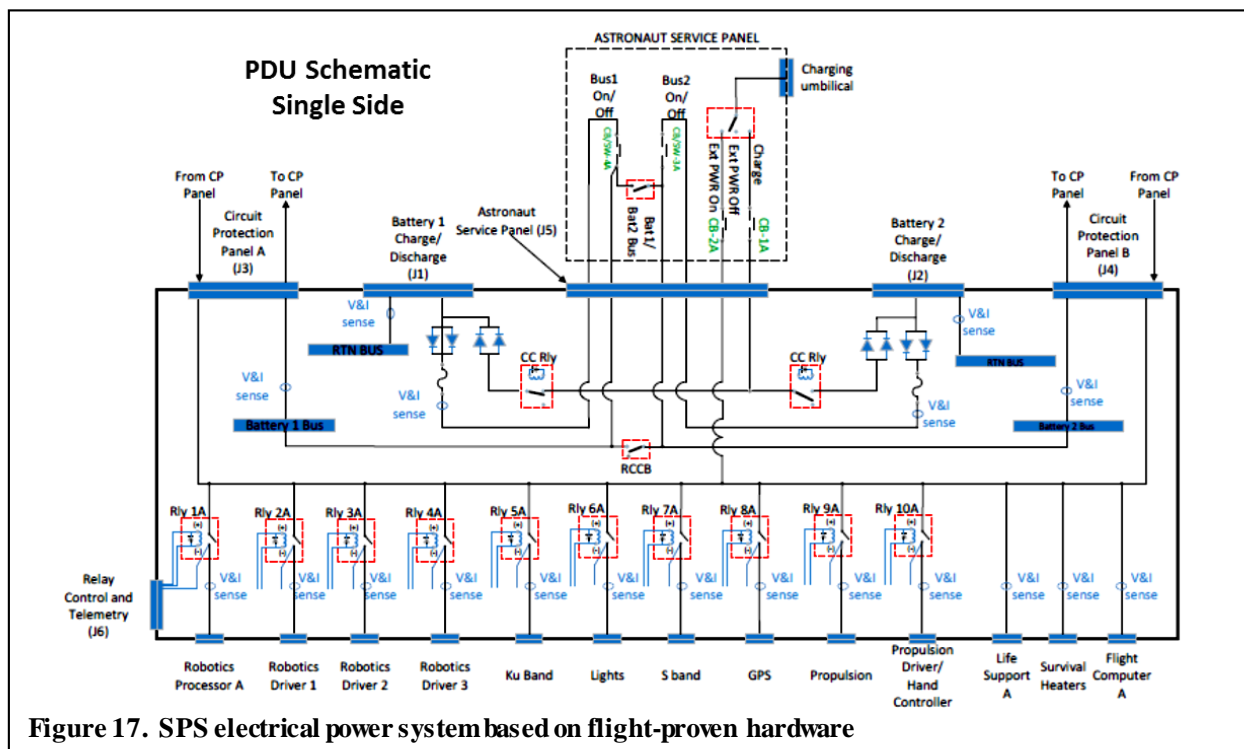 PDU Schematic
Single Side
ASTRONAUT SERVICE PANEL
Bus1
On/
Off
Bus2
On/
Off
Charging
umbilical
CB/SW-4A
CB/SW-3A
Bat1/
Bat2 Bus
Ext PWR On
Ext PWR Off
Charge
CB-2A
CB-1A
From CP
Panel
To CP
Panel
Circuit
Protection
Panel A
(J3)
Battery 1
Charge/
Discharge
(J1)
Astronaut
Service Panel (J5)
Battery 2
Charge/
Discharge
(J2)
To CP
Panel
From CP
Panel
Circuit
Protection
Panel B
(J4)
V&I
sense
RTN BUS
V&I
sense
Battery 1 Bus
V&I
sense
CC Rly
CC Rly
RCCB
V&I
sense
RTN BUS
V&I
sense
V&I
sense
Battery 2 Bus
Rly 1A
Rly 2A
Rly 3A
Rly 4A
Rly 5A
Rly 6A
Rly 7A
Rly 8A
Rly 9A
Rly 10A
(+)
(-)
(+)
(-)
(+)
(-)
(+)
(-)
(+)
(-)
(+)
(-)
(+)
(-)
(+)
(-)
(+)
(-)
(+)
(-)
V&I
sense
V&I
sense
V&I
sense
V&I
sense
V&I
sense
V&I
sense
V&I
sense
V&I
sense
V&I
sense
V&I
sense
V&I
sense
V&I
sense
V&I
sense
Relay
Control and
Telemetry
(J6)
Robotics
Processor A
Robotics
Driver 1
Robotics
Driver 2
Robotics
Driver 3
Ku Band
Lights
S band
GPS
Propulsion
Propulsion
Driver/
Hand
Controller
Life
Support
A
Survival
Heaters
Flight
Computer
A
Figure 17. SPS electrical power system based on flight-proven hardware